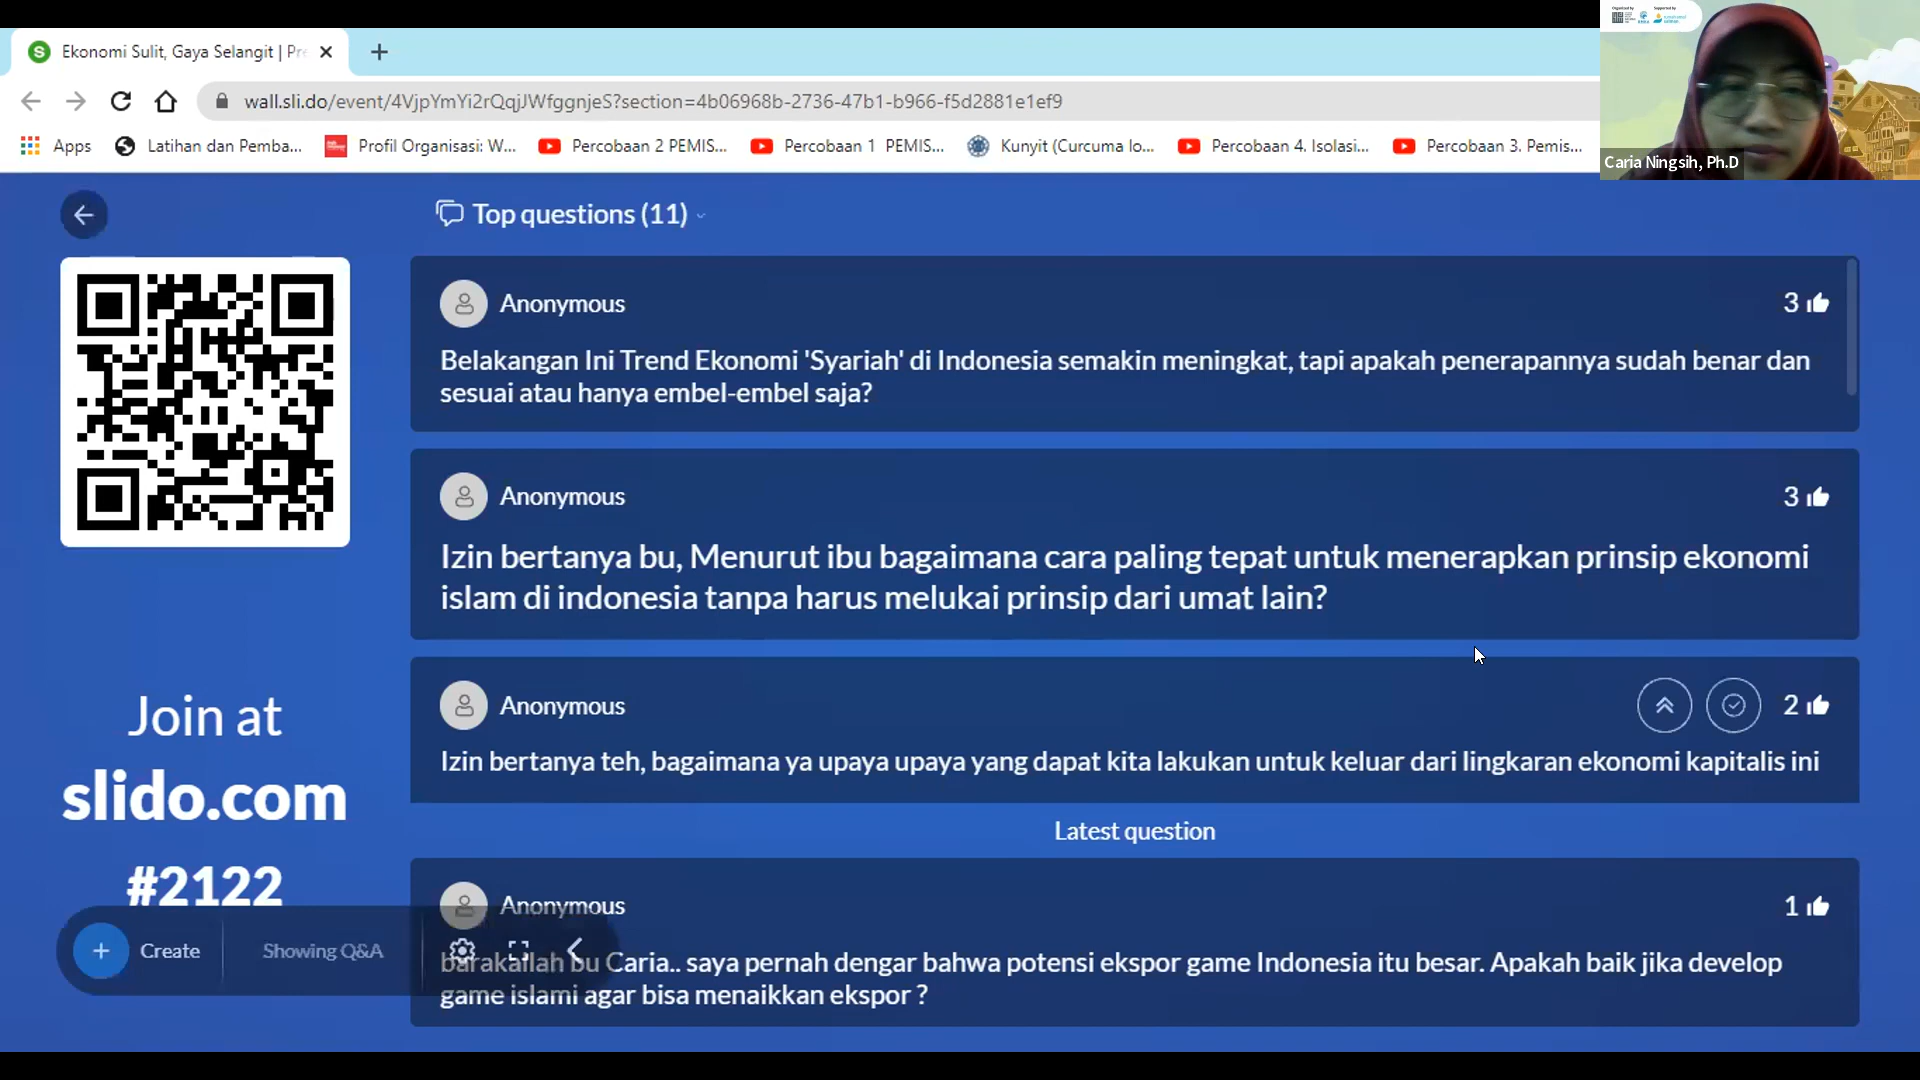 Ekonomi Sulit, Gaya Selangit | Pre
wall.sli.do/event/4VjpYmYi2rQqjJWfggnjeS?section=4b06968b-2736-47b1-b966-f5d2881e1ef9
Apps Latihan dan Pemba... Profil Organisasi: W... Percobaan 2 PEMIS... Percobaan 1 PEMIS... Kunyit (Curcuma lo... Percobaan 4. Isolasi... Percobaan 3. Pemis...
Organized by
Supported by
Caria Ningsih, Ph.D
Top questions (11)
Anonymous
3
Belakangan Ini Trend Ekonomi 'Syariah' di Indonesia semakin meningkat, tapi apakah penerapannya sudah benar dan
sesuai atau hanya embel-embel saja?
Anonymous
3
Izin bertanya bu, Menurut ibu bagaimana cara paling tepat untuk menerapkan prinsip ekonomi
islam di indonesia tanpa harus melukai prinsip dari umat lain?
Anonymous
2
Izin bertanya teh, bagaimana ya upaya upaya yang dapat kita lakukan untuk keluar dari lingkaran ekonomi kapitalis ini
Latest question
Anonymous
1
barakallah bu Caria.. saya pernah dengar bahwa potensi ekspor game Indonesia itu besar. Apakah baik jika develop
game islami agar bisa menaikkan ekspor ?
Join at
slido.com
#2122
Create
Showing Q&A